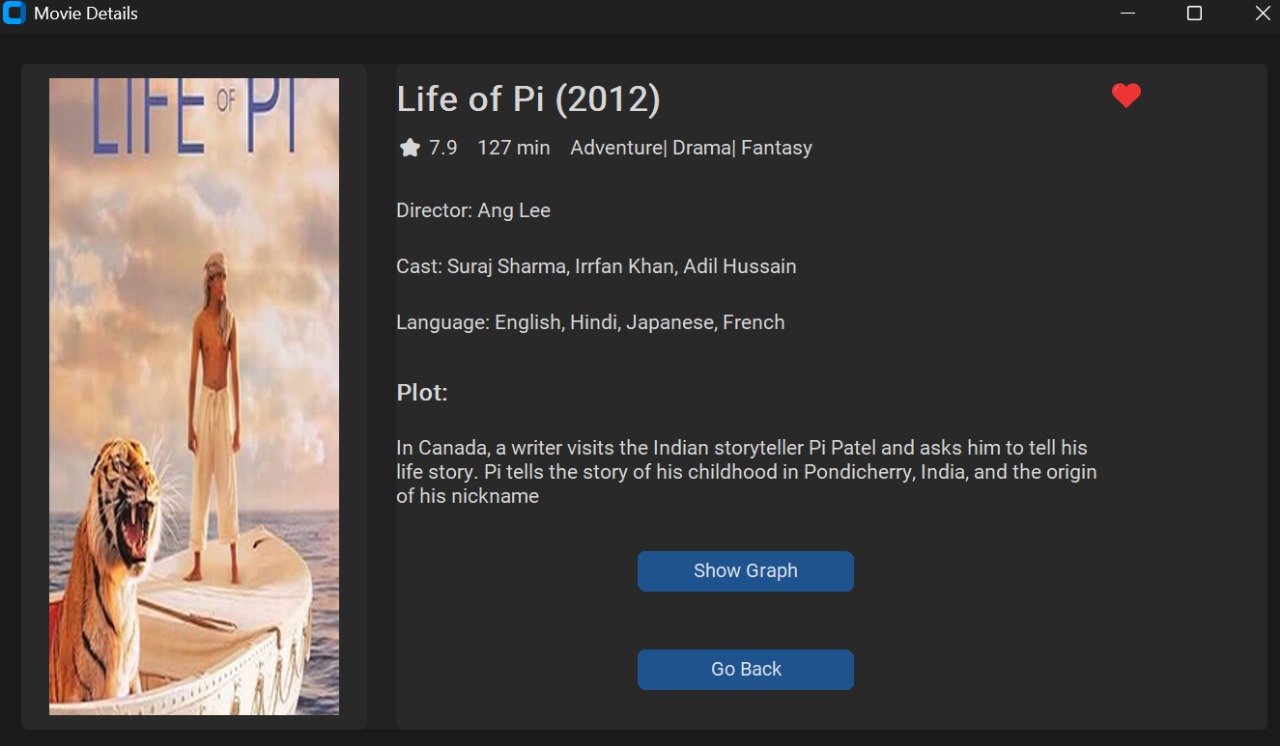 Movie Details
LIFE OF PI
Life of Pi (2012)
7.9 127 min Adventure| Drama| Fantasy
Director: Ang Lee
Cast: Suraj Sharma, Irrfan Khan, Adil Hussain
Language: English, Hindi, Japanese, French
Plot:
In Canada, a writer visits the Indian storyteller Pi Patel and asks him to tell his
life story. Pi tells the story of his childhood in Pondicherry, India, and the origin
of his nickname
Show Graph
Go Back